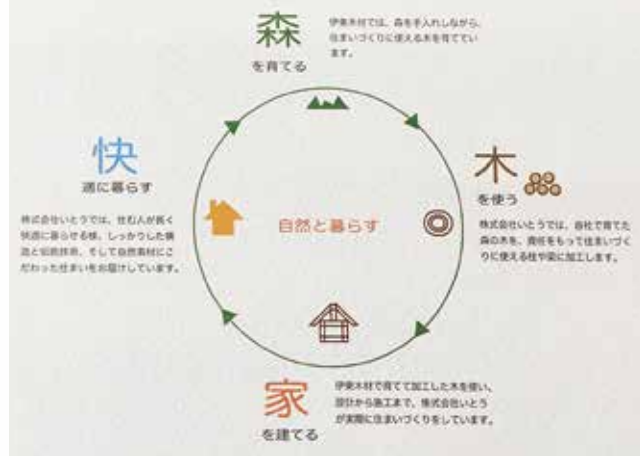 森
を育てる
伊東木材では、森を手入れしながら、
住まいづくりに使える木を育ててい
ます。
木
を使う
株式会社いとうでは、自社で育てた
森の木を、責任をもって住まいづく
りに使える柱や梁に加工します。
家
を建てる
伊東木材で育てて加工した木を使い、
設計から施工まで、株式会社いとう
が実際に住まいづくりをしています。
快
適に暮らす
株式会社いとうでは、住む人が長く
快適に暮らせる様、しっかりした構
造と伝統技術、そして自然素材にこ
だわった住まいをお届けしています。
自然と暮らす